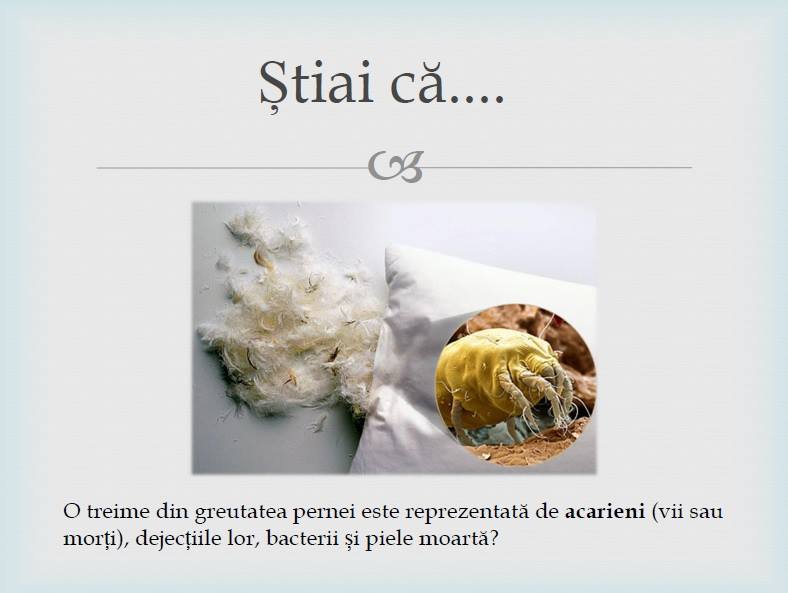 Știai că....
O treime din greutatea pernei este reprezentată de acarieni (vii sau
morți), dejecțiile lor, bacterii și piele moartă?